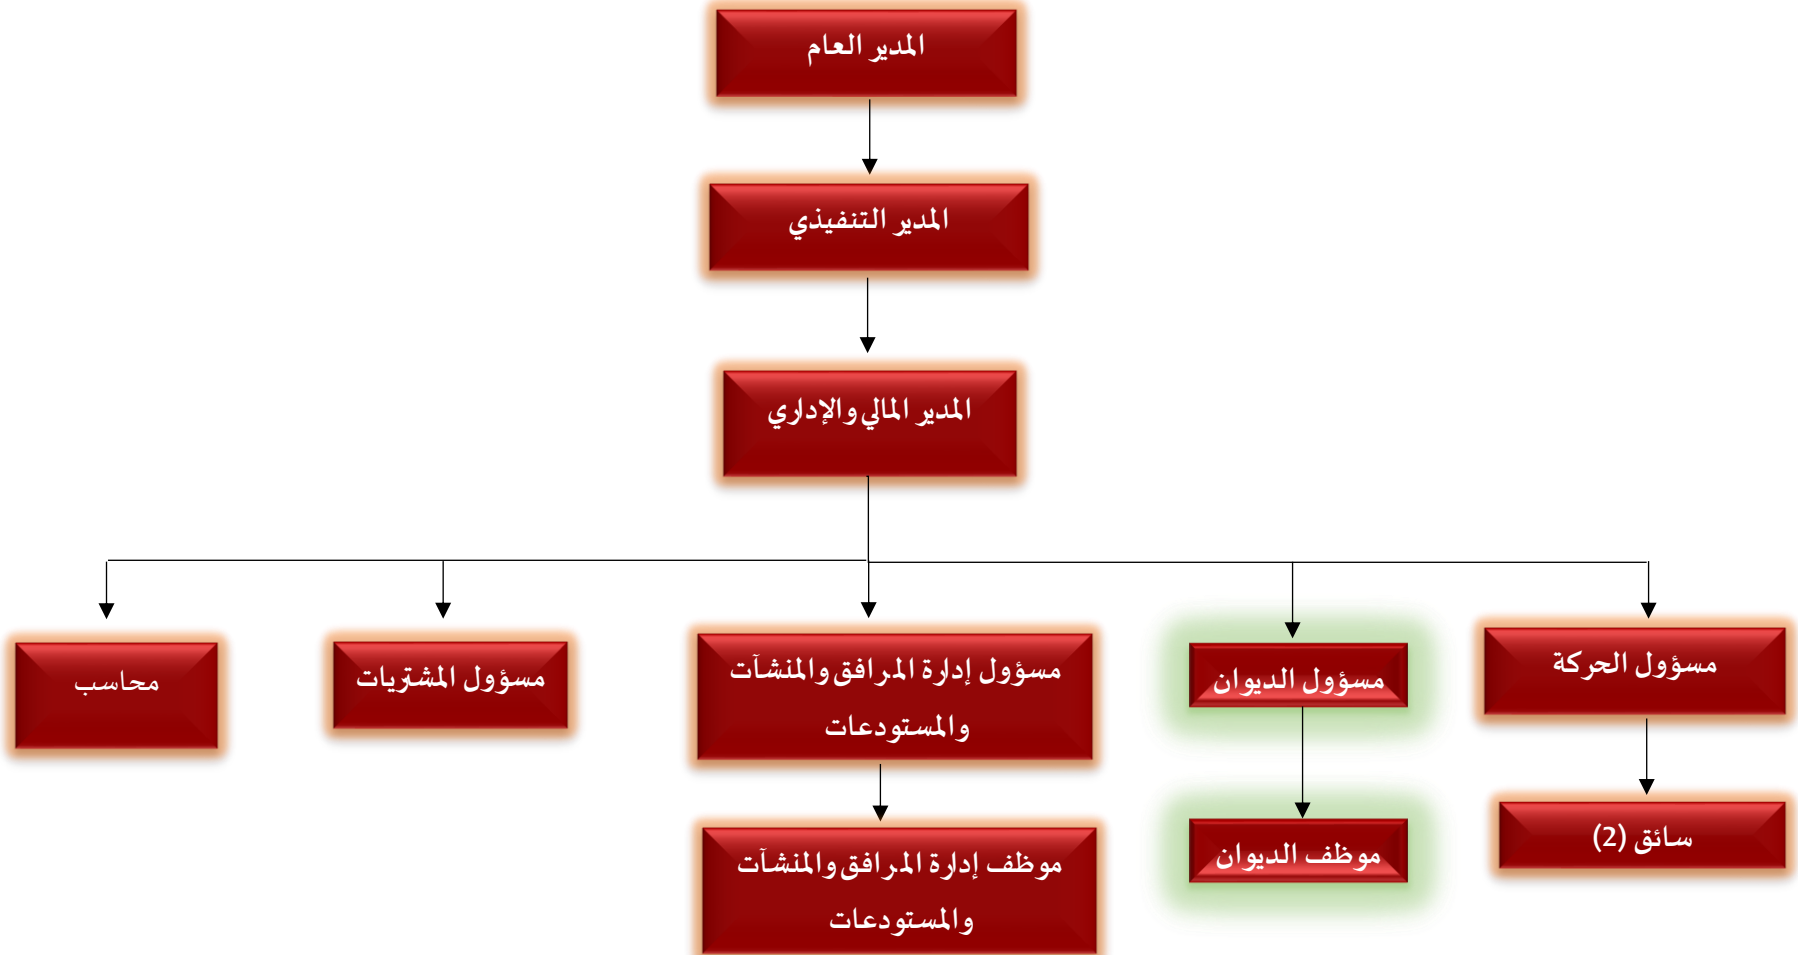 المدير العام
المدير التنفيذي
المدير المالي والإداري
مسؤول الحركة
مسؤول الديوان
مسؤول إدارة المرافق والمنشآت
والمستودعات
مسؤول المشتريات
محاسب
سائق (2)
موظف الديوان
موظف إدارة المرافق والمنشآت
والمستودعات